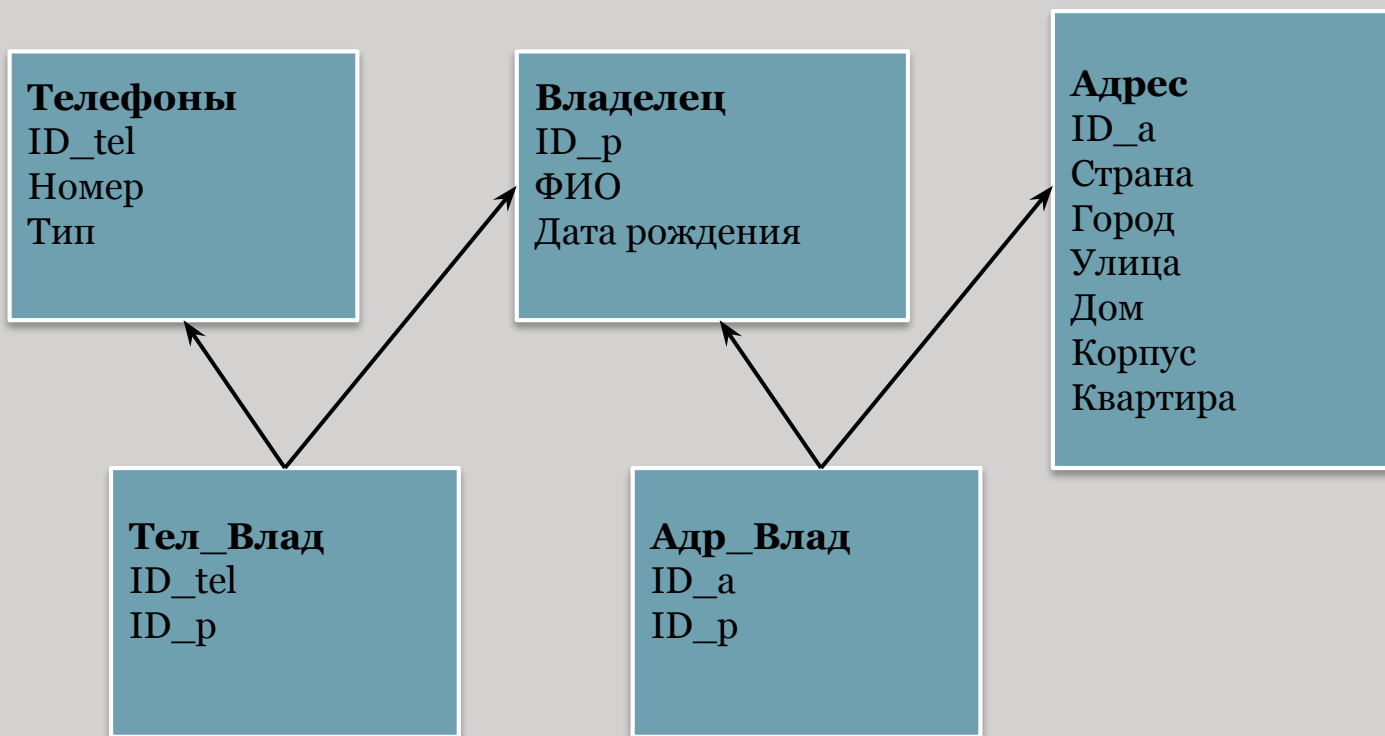 Телефоны
ID_tel
Номер
Тип
Владелец
ID_p
ФИО
Дата рождения
Адрес
ID_a
Страна
Город
Улица
Дом
Корпус
Квартира
Тел_Влад
ID_tel
ID_p
Адр_Влад
ID_a
ID_p